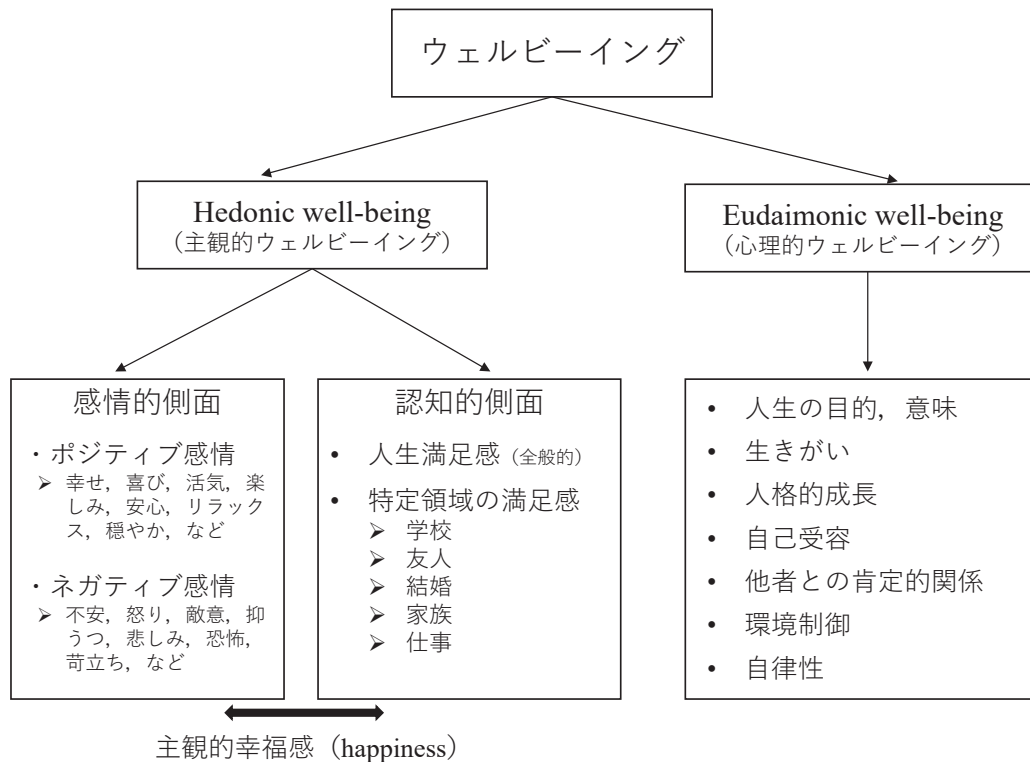 ウェルビーイング
Hedonic well-being
（主観的ウェルビーイング）
Eudaimonic well-being
（心理的ウェルビーイング）
感情的側面
・ポジティブ感情
➢ 幸せ，喜び，活気，楽
しみ，安心，リラック
ス，穏やか，など
・ネガティブ感情
➢ 不安，怒り，敵意，抑
うつ，悲しみ，恐怖，
苛立ち，など
認知的側面
• 人生満足感（全般的）
• 特定領域の満足感
➢ 学校
➢ 友人
➢ 結婚
➢ 家族
➢ 仕事
• 人生の目的，意味
• 生きがい
• 人格的成長
• 自己受容
• 他者との肯定的関係
• 環境制御
• 自律性
主観的幸福感（happiness）